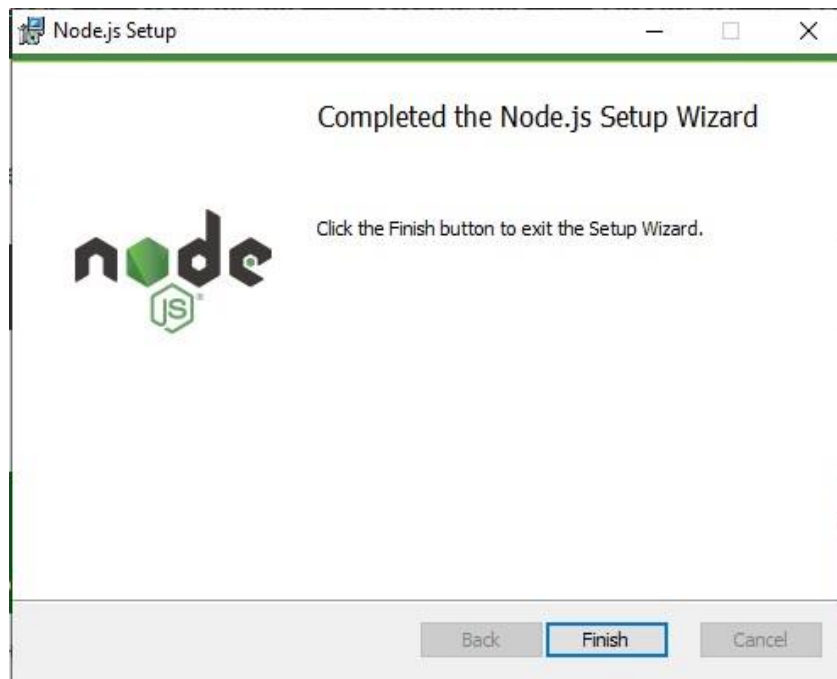 Node.js Setup
Completed the Node.js Setup Wizard
Click the Finish button to exit the Setup Wizard.
node
JS®
Back
Finish
Cancel